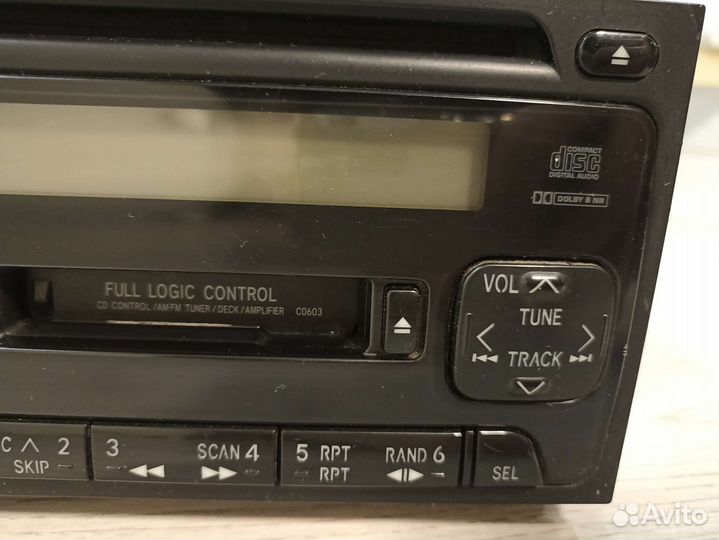 COMPACT
disc
DIGITAL AUDIO
DOLBY B NR
FULL LOGIC CONTROL
CD CONTROL/AM·FM TUNER/DECK/AMPLIFIER C0603
VOL
TUNE
TRACK
C 2
SKIP
3
SCAN 4
5 RPT
RPT
RAND 6
SEL
Avito